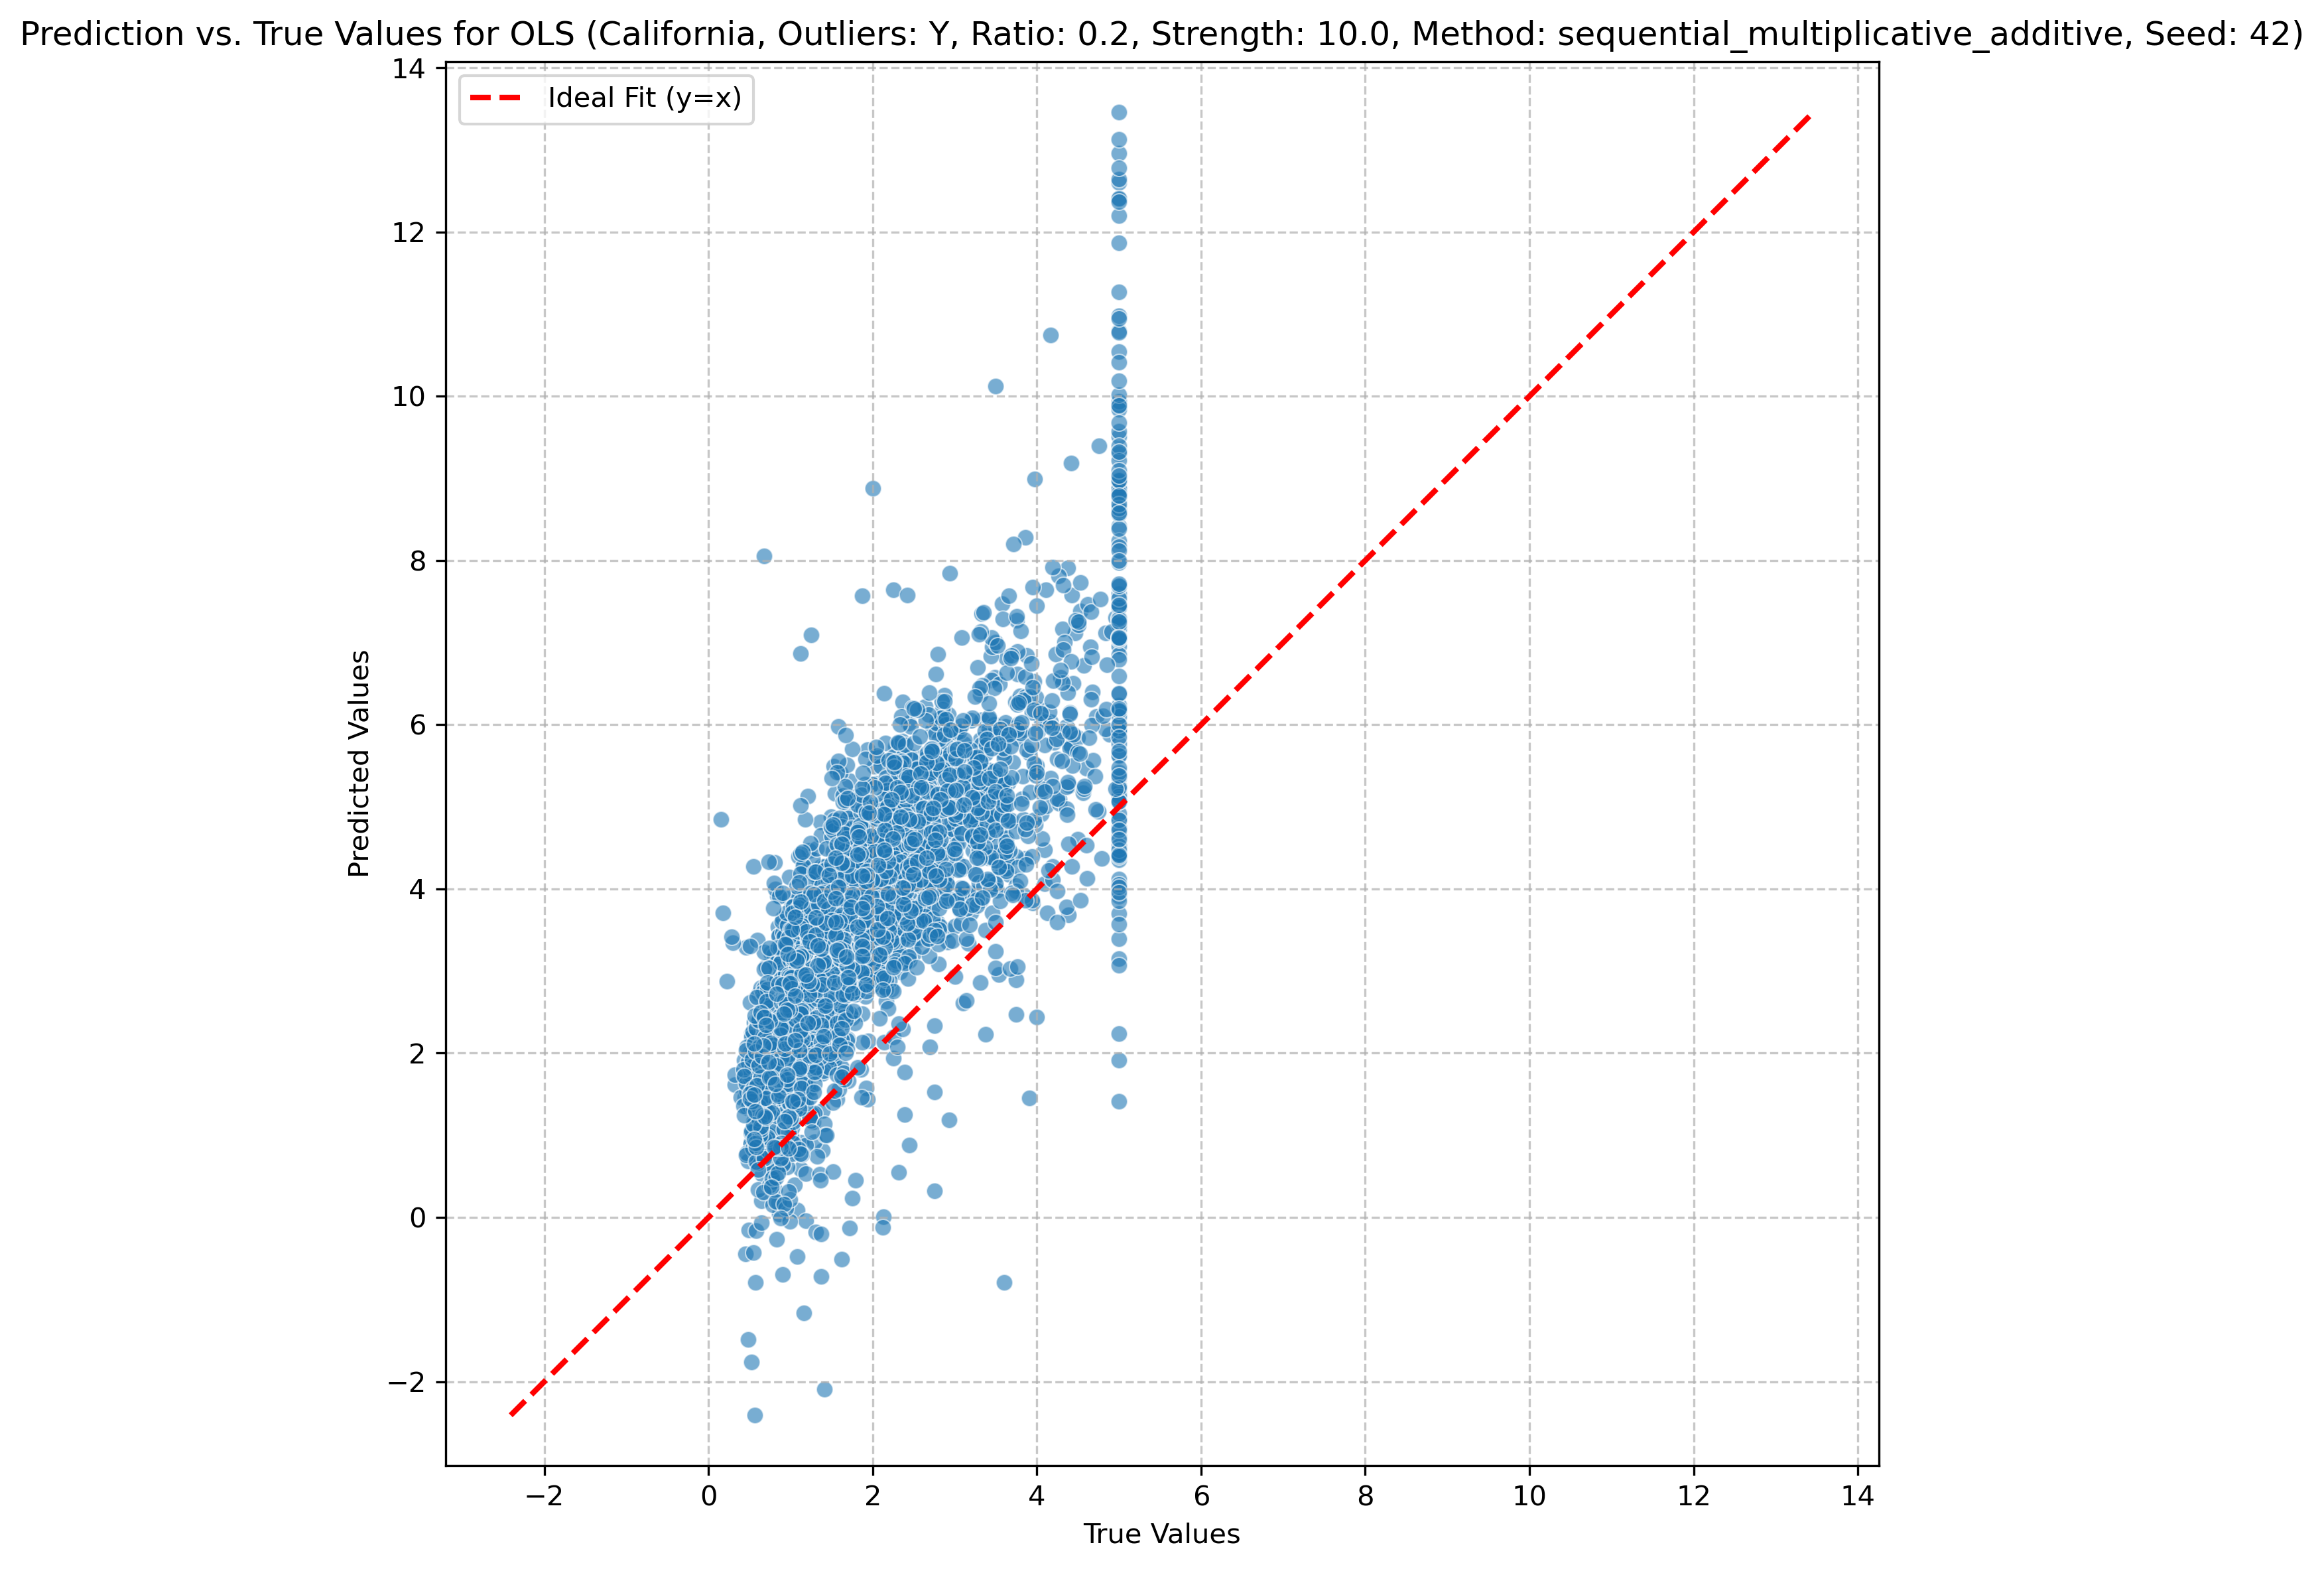 Prediction vs. True Values for OLS (California, Outliers: Y, Ratio: 0.2, Strength: 10.0, Method: sequential_multiplicative_additive, Seed: 42)
Ideal Fit (y=x)
Predicted Values
14
12
10
8
6
4
2
0
−2
−2 0 2 4 6 8 10 12 14
True Values